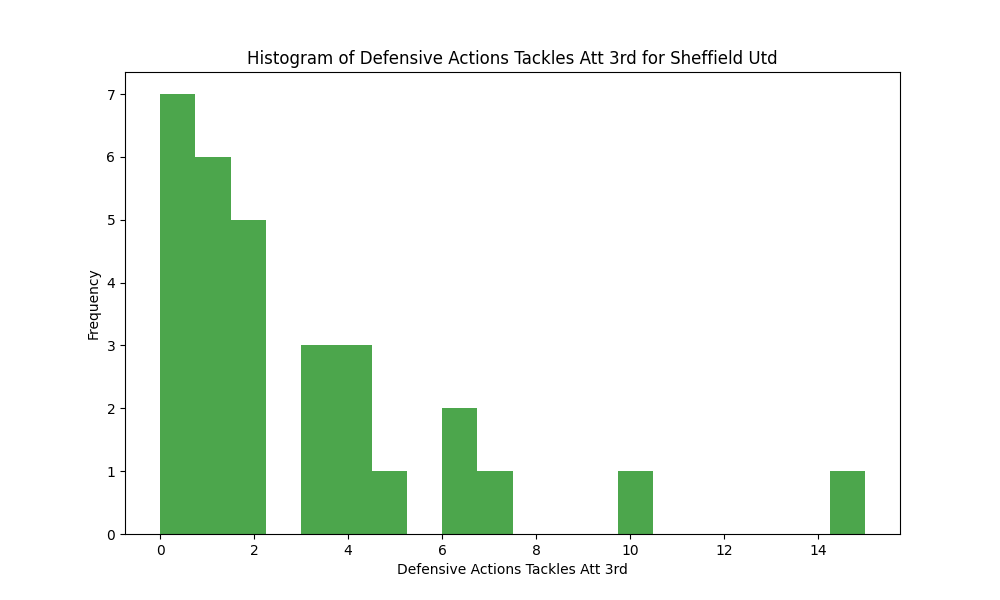 Histogram of Defensive Actions Tackles Att 3rd for Sheffield Utd
7
6
5
4
3
2
1
0
Frequency
0 2 4 6 8 10 12 14
Defensive Actions Tackles Att 3rd